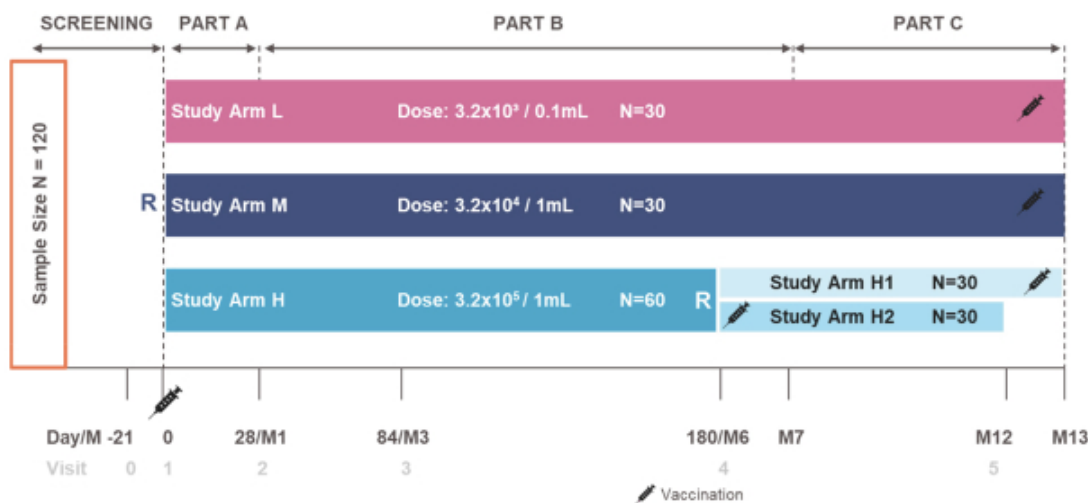 SCREENING PART A PART B PART C
Sample Size N = 120
Study Arm L Dose: 3.2x10³ / 0.1mL N=30
R Study Arm M Dose: 3.2x10⁴ / 1mL N=30
Study Arm H Dose: 3.2x10⁵ / 1mL N=60 R
Study Arm H1 N=30
Study Arm H2 N=30
Day/M -21 0 28/M1 84/M3 180/M6 M7 M12 M13
Visit 0 1 2 3 4 5
Vaccination